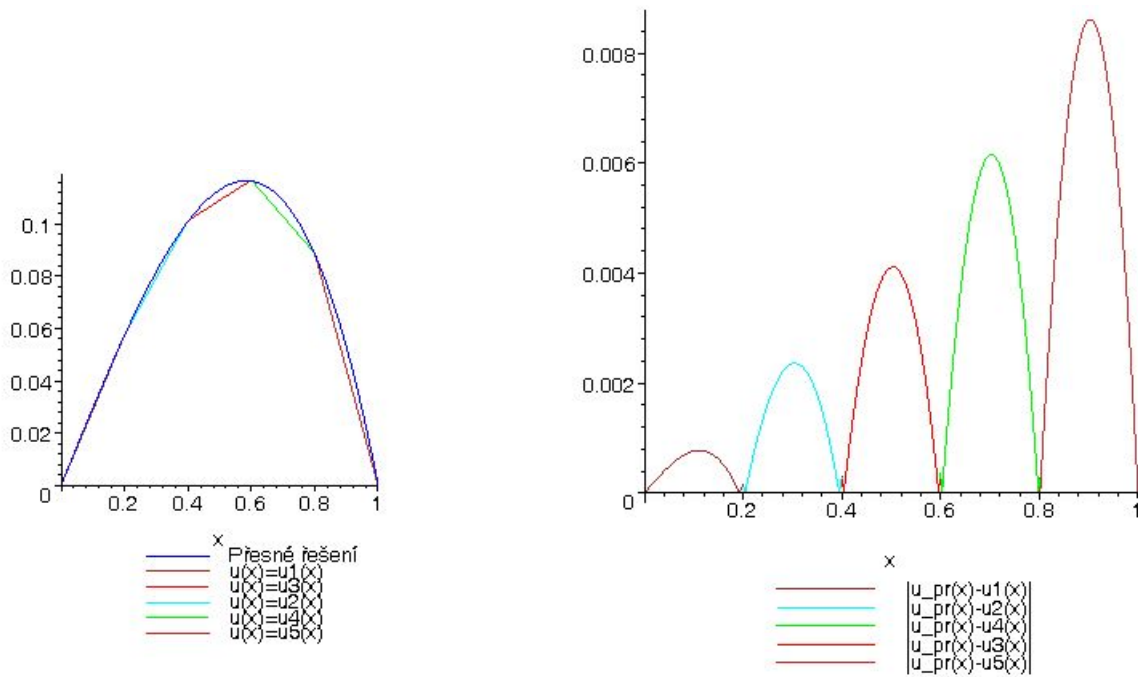 0.1
0.08
0.06
0.04
0.02
0
0.2
0.4
0.6
0.8
1
x
Přesné řešení
u(x)=u1(x)
u(x)=u3(x)
u(x)=u2(x)
u(x)=u4(x)
u(x)=u5(x)
0.008
0.006
0.004
0.002
0
0.2
0.4
0.6
0.8
1
x
|u_pr(x)-u1(x)|
|u_pr(x)-u2(x)|
|u_pr(x)-u4(x)|
|u_pr(x)-u3(x)|
|u_pr(x)-u5(x)|